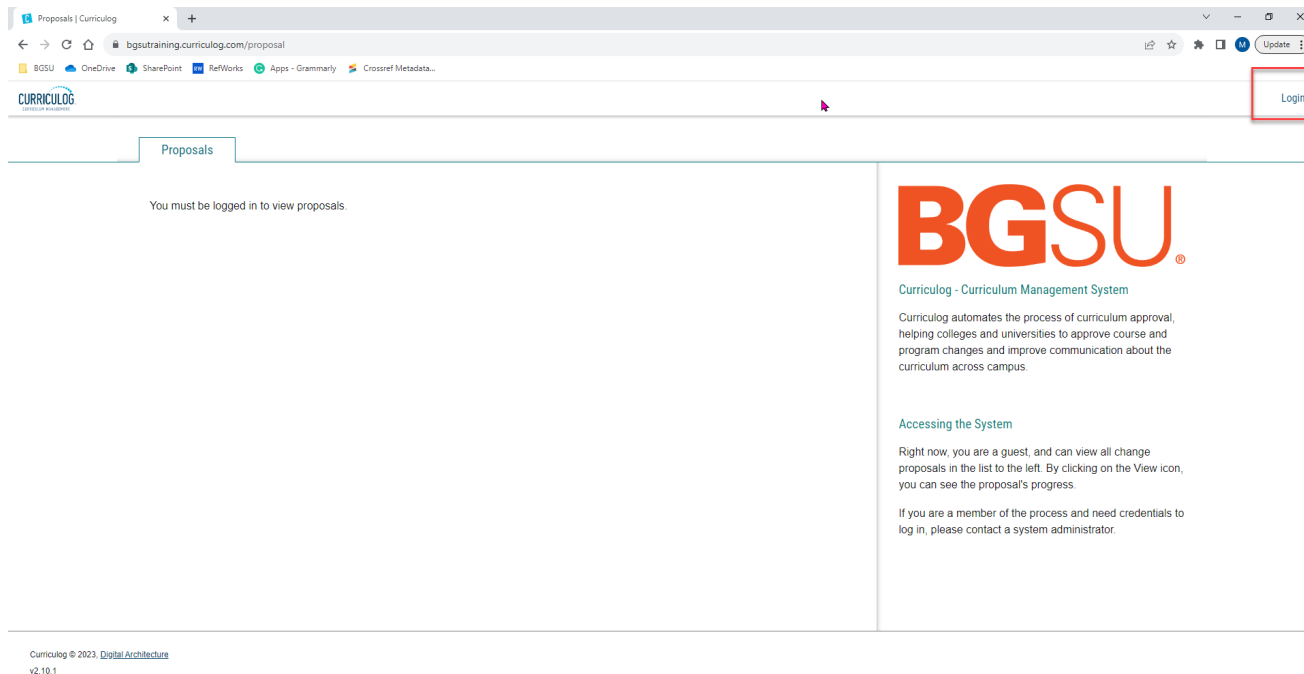 Proposals | Curriculog
bgsutraining.curriculog.com/proposal
M
Update
BGSU OneDrive SharePoint RW RefWorks Apps - Grammarly Crossref Metadata...
CURRICULOG
CURRICULUM MANAGEMENT
Login
Proposals
You must be logged in to view proposals.
BGSU®
Curriculog - Curriculum Management System
Curriculog automates the process of curriculum approval,
helping colleges and universities to approve course and
program changes and improve communication about the
curriculum across campus.
Accessing the System
Right now, you are a guest, and can view all change
proposals in the list to the left. By clicking on the View icon,
you can see the proposal's progress.
If you are a member of the process and need credentials to
log in, please contact a system administrator.
Curriculog © 2023, Digital Architecture
v2.10.1